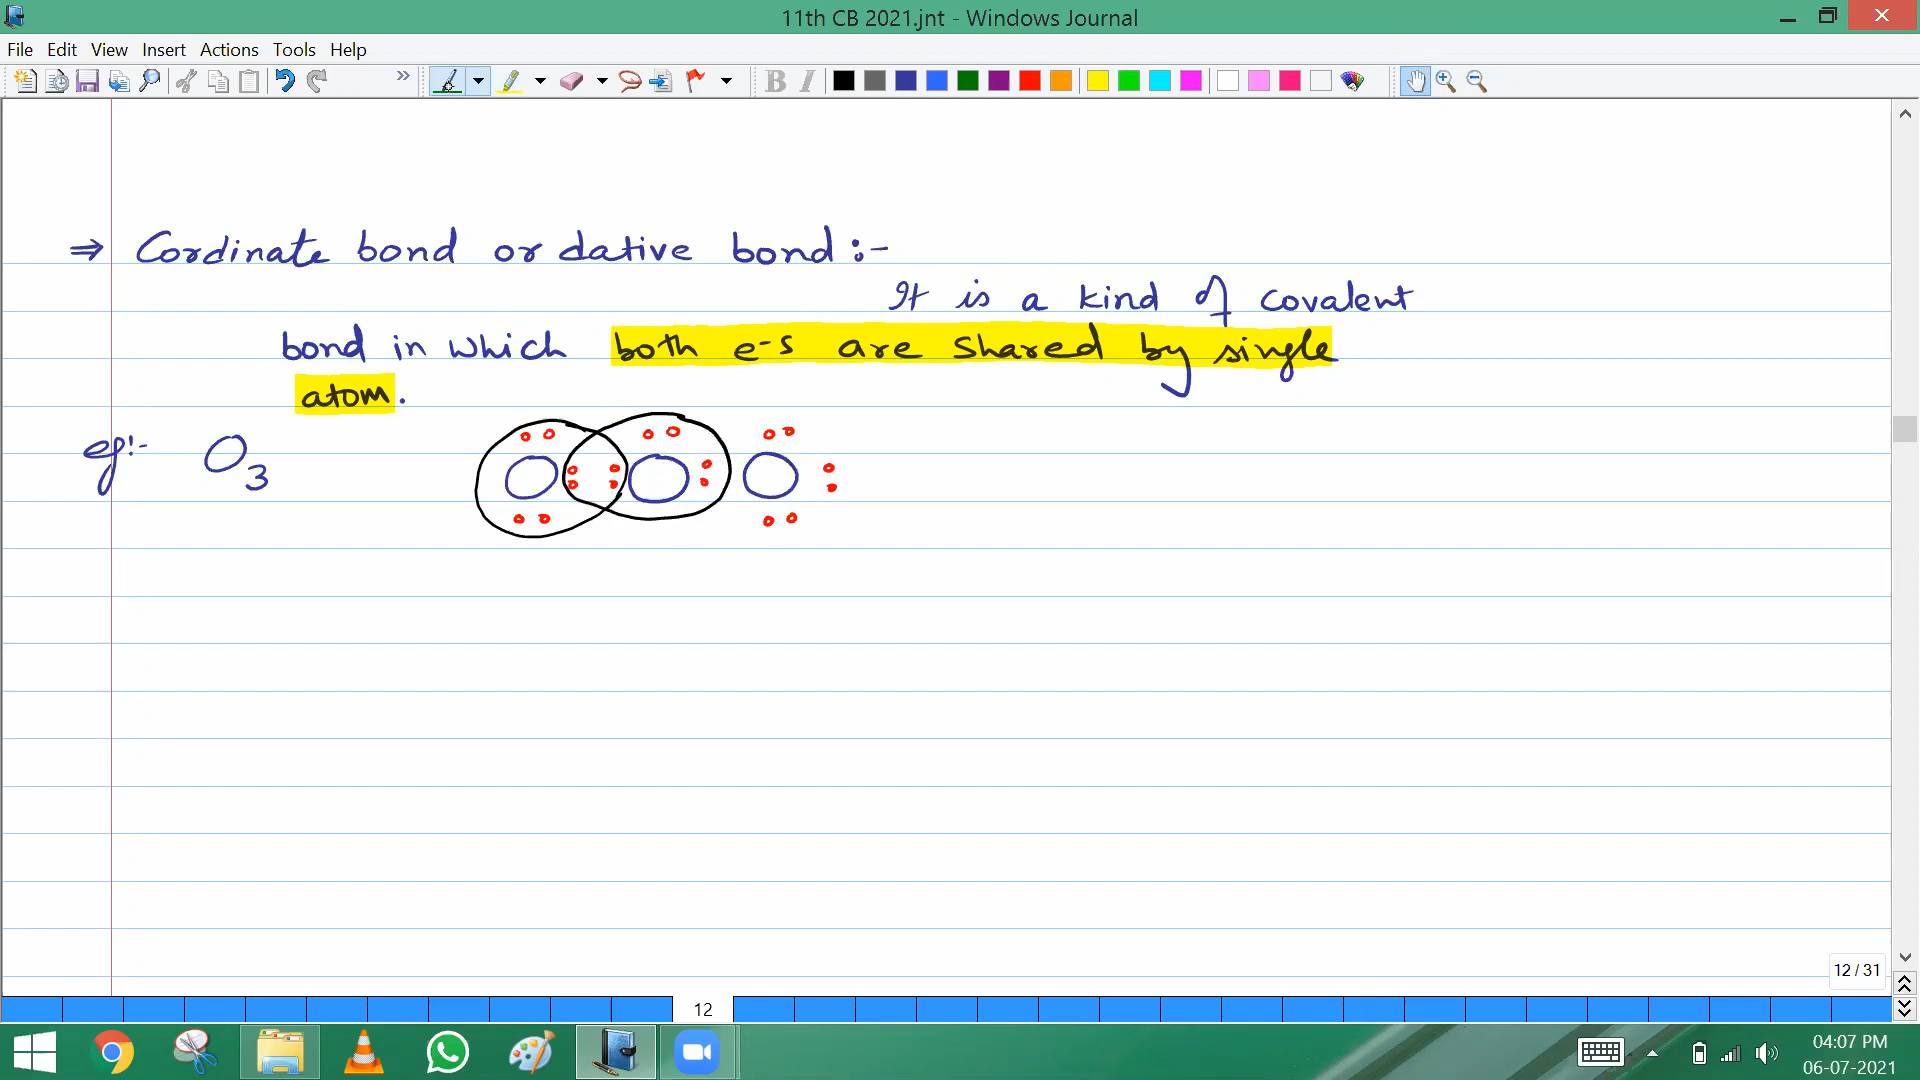 11th CB 2021.jnt - Windows Journal
File Edit View Insert Actions Tools Help
B I
⇒ Cordinate bond or dative bond :-
It is a kind of covalent
bond in which both e-s are shared by single
atom.
eg:- O3
12 / 31
12
04:07 PM
06-07-2021